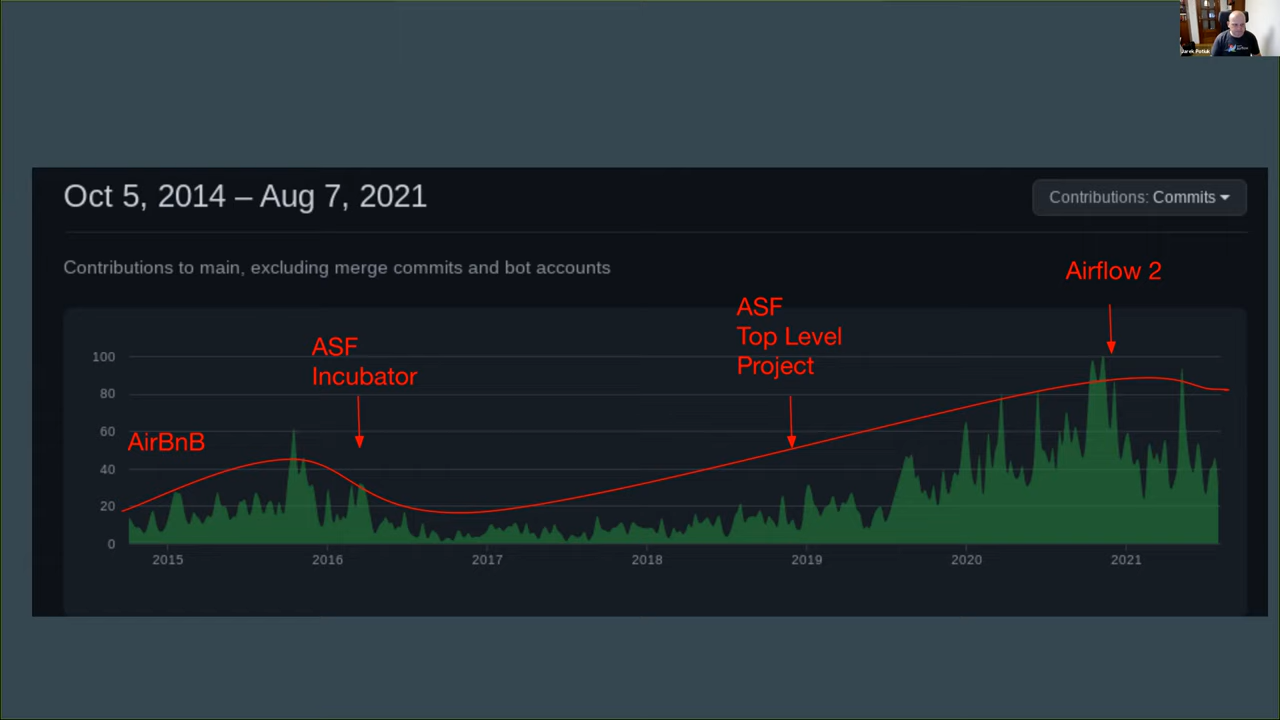 Jarek Potiuk
Oct 5, 2014 – Aug 7, 2021
Contributions: Commits
Contributions to main, excluding merge commits and bot accounts
Airflow 2
ASF
Top Level
Project
ASF
Incubator
AirBnB
100
80
60
40
20
0
2015
2016
2017
2018
2019
2020
2021